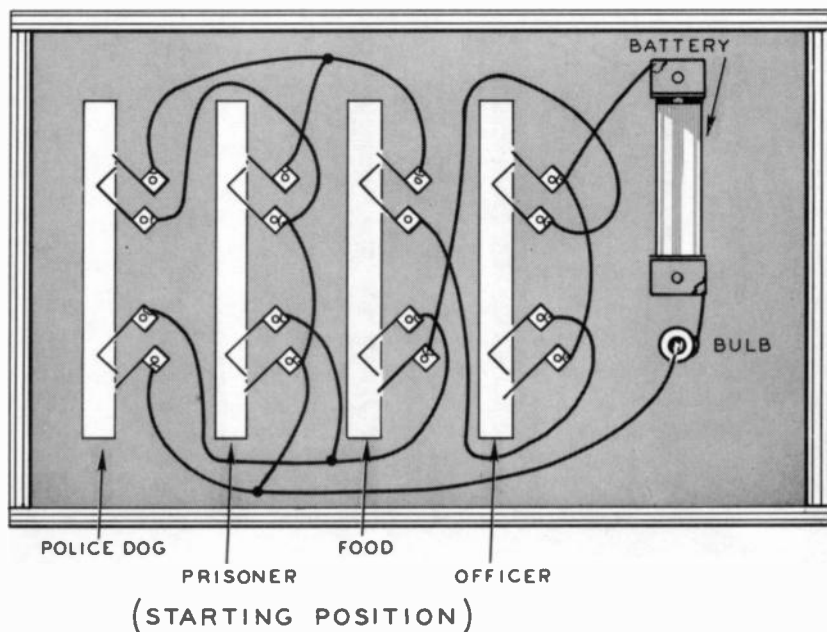 BATTERY
BULB
POLICE DOG
PRISONER
FOOD
OFFICER
(STARTING POSITION)